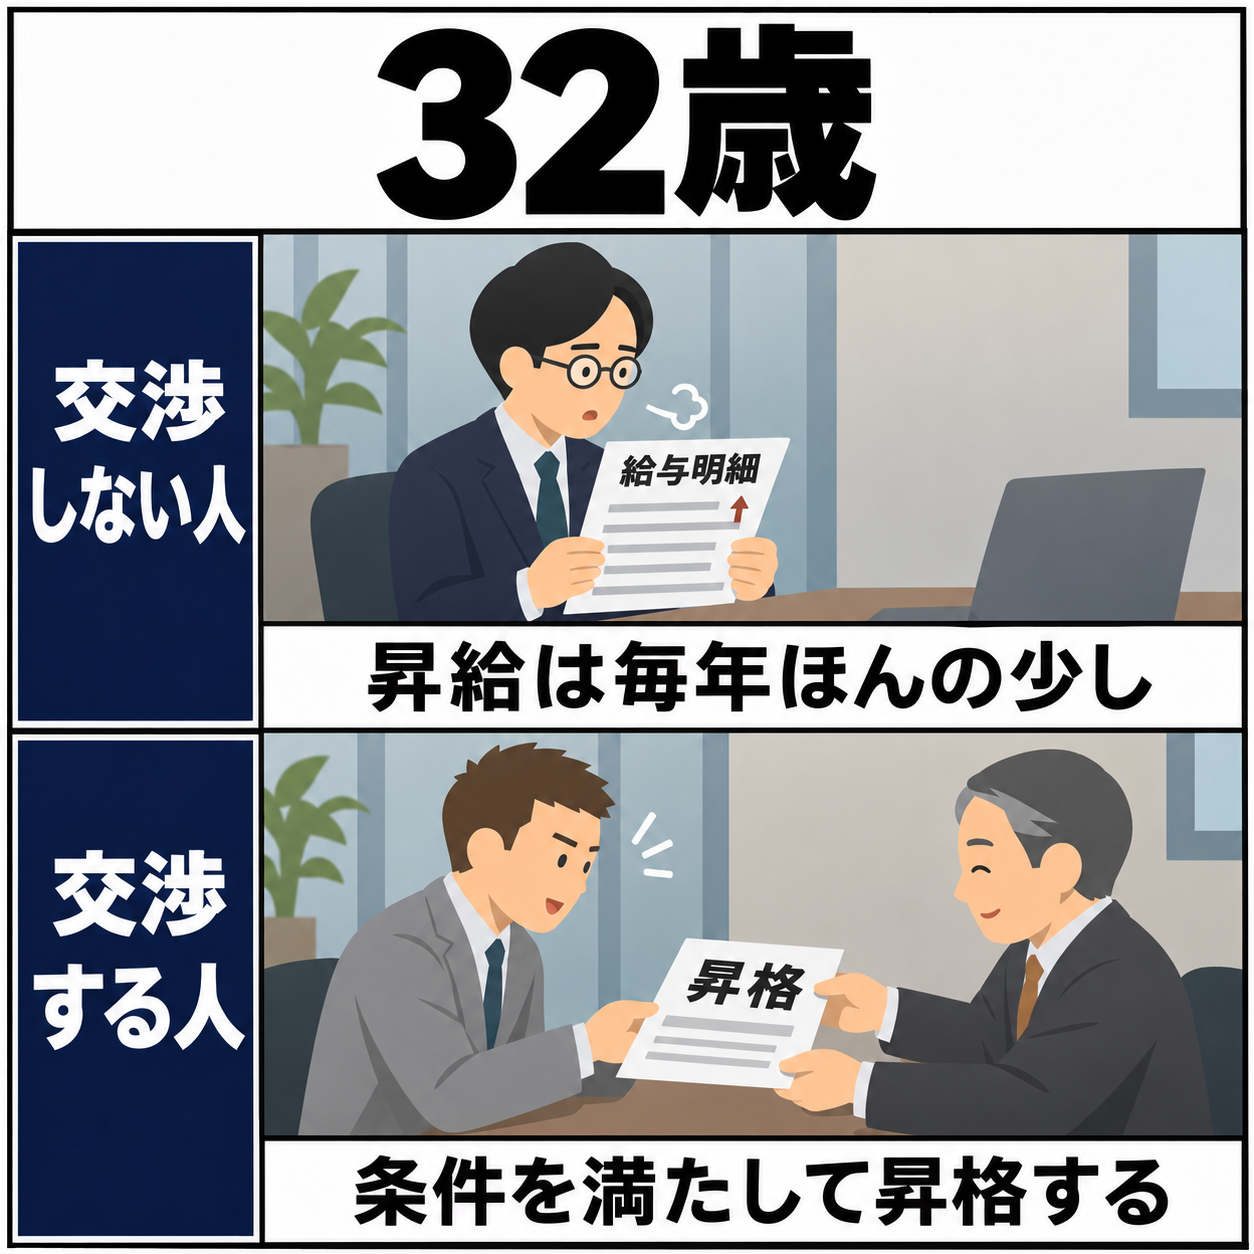 32歳
交渉
しない人
給与明細
昇給は毎年ほんの少し
交渉
する人
昇格
条件を満たして昇格する